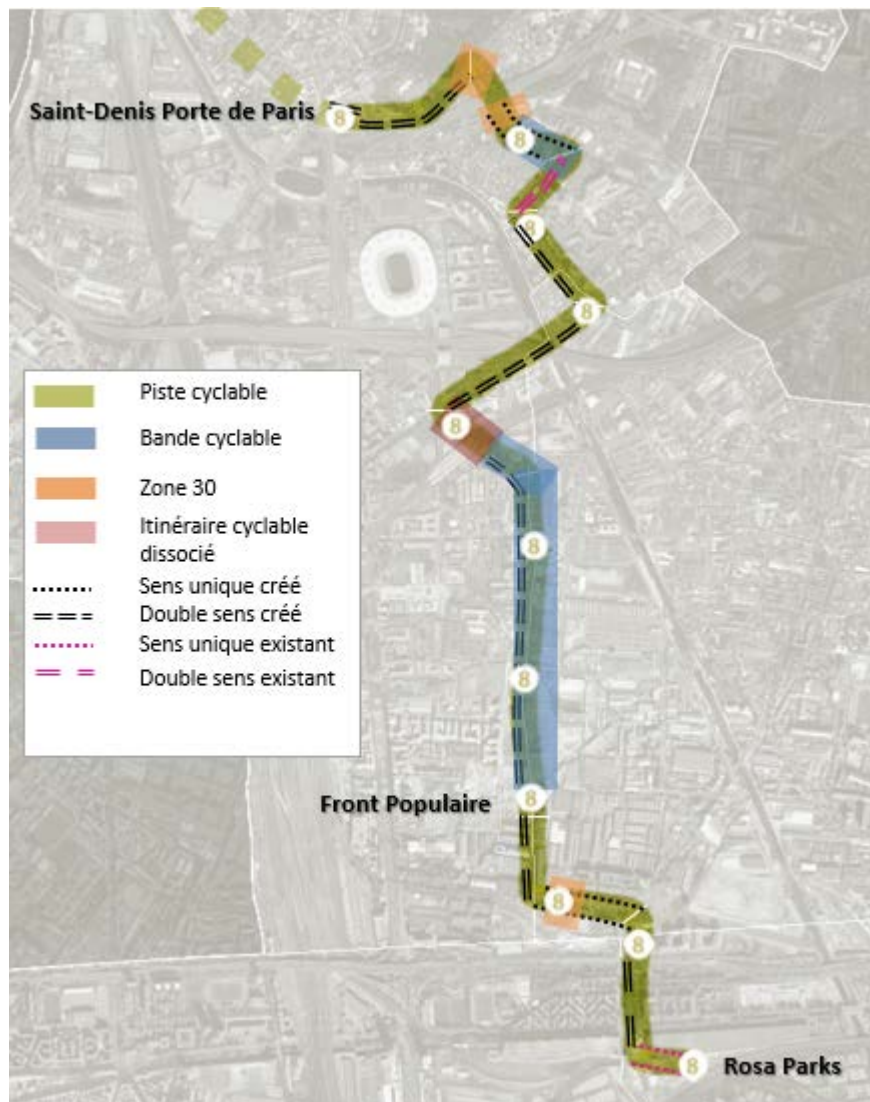 Saint-Denis Porte de Paris
8
8
8
8
8
Piste cyclable
Bande cyclable
Zone 30
Itinéraire cyclable
dissocié
Sens unique créé
Double sens créé
Sens unique existant
Double sens existant
8
8
Front Populaire
8
8
8
Rosa Parks
8